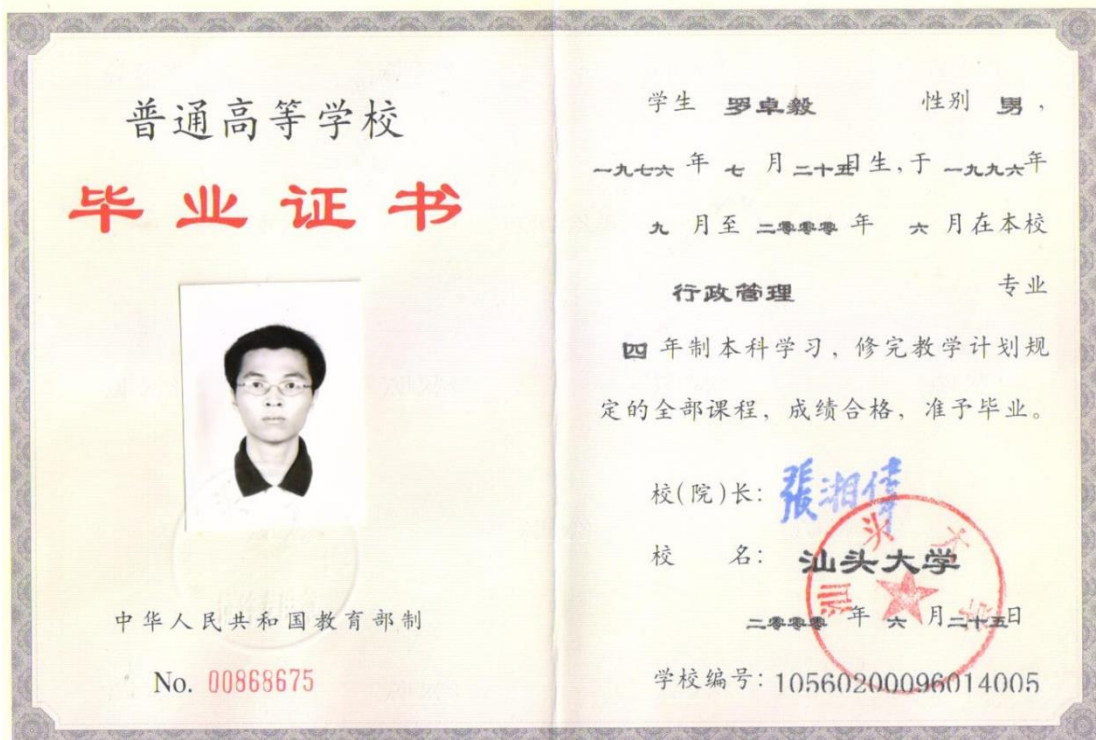 普通高等学校
毕业证书
中华人民共和国教育部制
No. 00868675
学生 罗卓毅 性别 男，
一九七六 年 七 月 二十五日生，于 一九九六年
九 月至 二零零零 年 六 月在本校
行政管理 专业
四 年制本科学习，修完教学计划规
定的全部课程，成绩合格，准予毕业。
校(院)长：張湘偉
校 名：汕头大学
汕头大学
二零零零 年 六 月二十五日
学校编号：10560200096014005